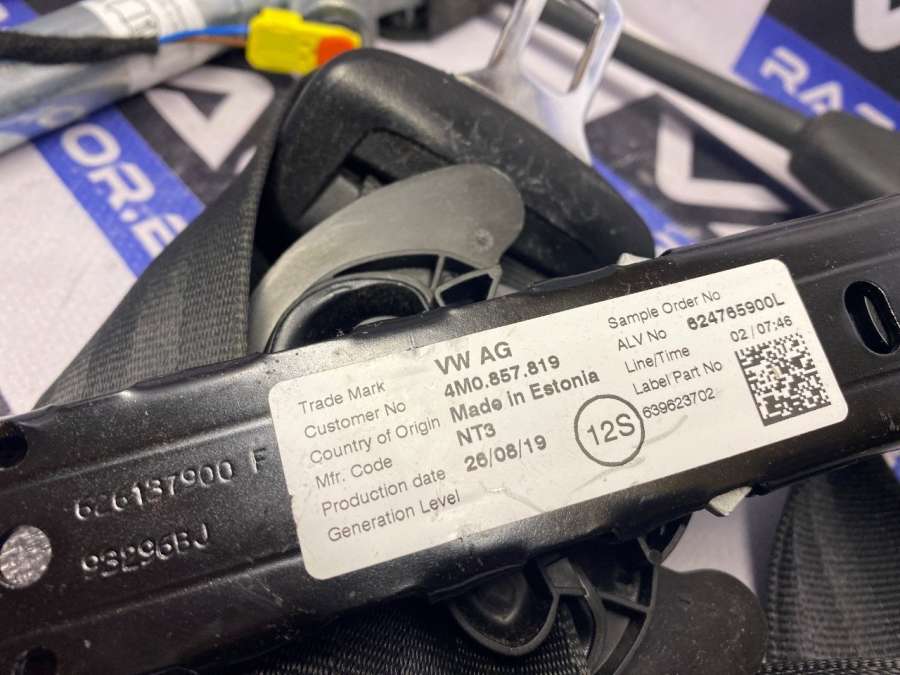 Trade Mark VW AG
Customer No 4M0.857.819
Country of Origin Made in Estonia
Mfr. Code NT3
Production date 26/08/19
Generation Level
12S
Sample Order No
ALV No 624765900L
Line/Time 02/07:46
Label/Part No
639623702
626137900 F
93296BJ
OR.E